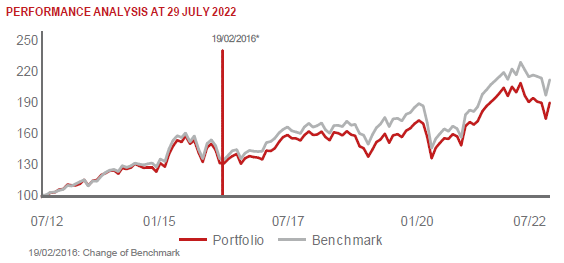 PERFORMANCE ANALYSIS AT 29 JULY 2022
19/02/2016*
250
220
190
160
130
100
07/12 01/15 07/17 01/20 07/22
Portfolio Benchmark
19/02/2016: Change of Benchmark